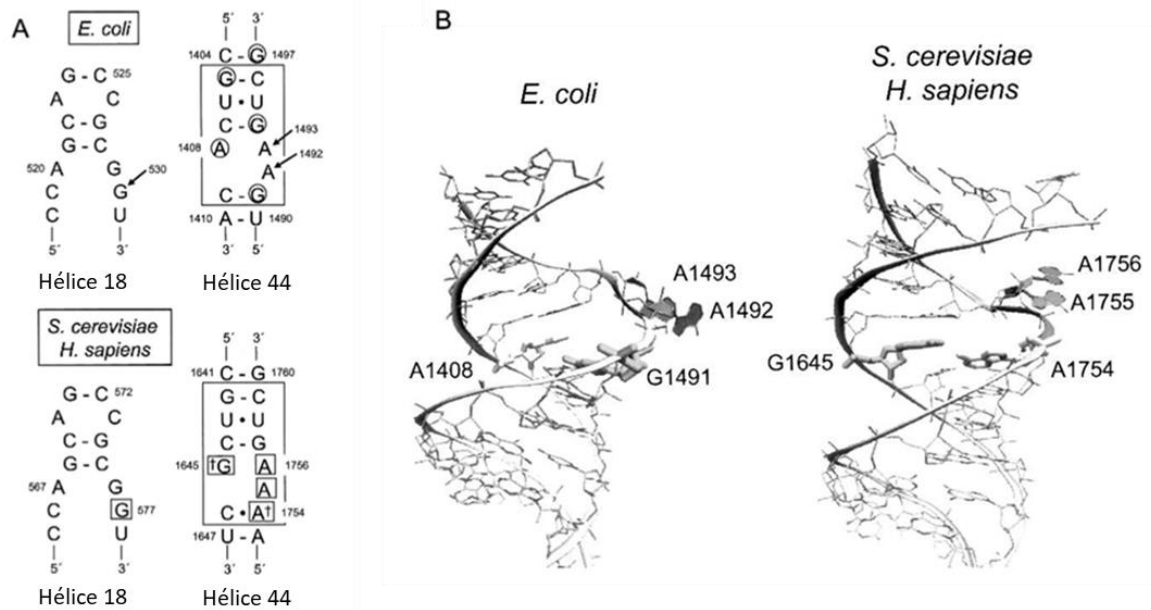 A
E. coli
G - C 525
A C
C - G
G - C
520 A G 530
C G
C U
5´ 3´
Hélice 18
5´ 3´
1404 C - G 1497
G - C
U • U
C - G
1408 A A 1493
A 1492
C - G
1410 A - U 1490
3´ 5´
Hélice 44
S. cerevisiae
H. sapiens
G - C 572
A C
C - G
G - C
567 A G
C G 577
C U
5´ 3´
Hélice 18
5´ 3´
1641 C - G 1760
G - C
U • U
C - G
1645 †G A 1756
A
C • A† 1754
1647 U - A
3´ 5´
Hélice 44
B
E. coli
A1493
A1492
A1408
G1491
S. cerevisiae
H. sapiens
A1756
A1755
G1645
A1754